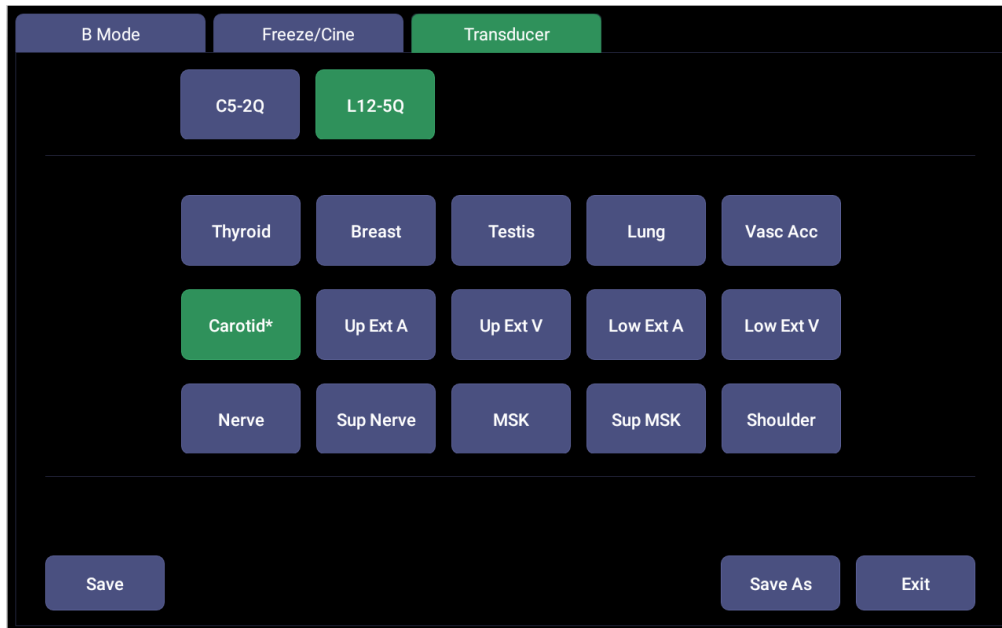 B Mode Freeze/Cine Transducer
C5-2Q L12-5Q
Thyroid Breast Testis Lung Vasc Acc
Carotid* Up Ext A Up Ext V Low Ext A Low Ext V
Nerve Sup Nerve MSK Sup MSK Shoulder
Save Save As Exit